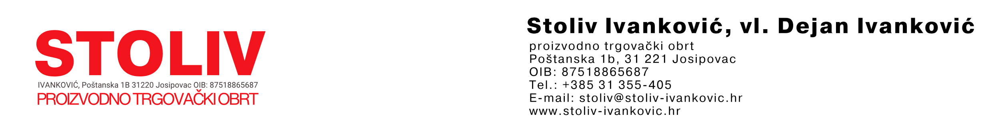 STOLIV
IVANKOVIĆ, Poštanska 1B 31220 Josipovac OIB: 87518865687
PROIZVODNO TRGOVAČKI OBRT
Stoliv Ivanković, vl. Dejan Ivanković
proizvodno trgovački obrt
Poštanska 1b, 31 221 Josipovac
OIB: 87518865687
Tel.: +385 31 355-405
E-mail: stoliv@stoliv-ivankovic.hr
www.stoliv-ivankovic.hr